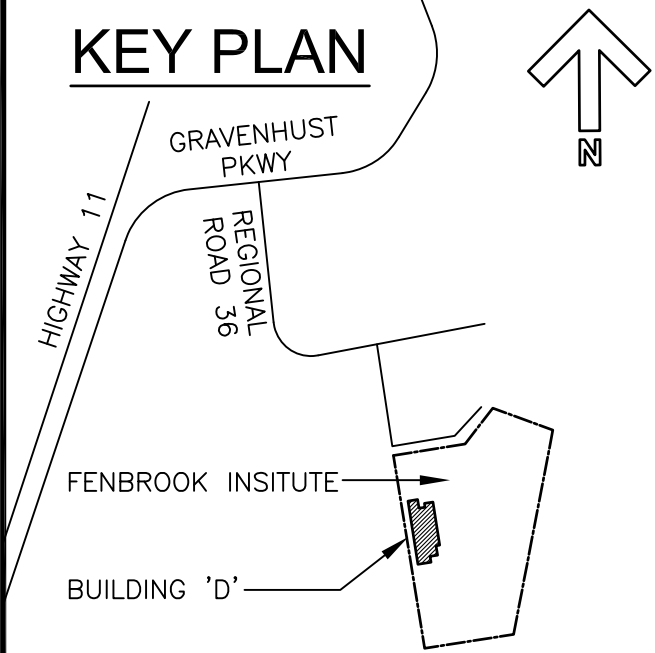 KEY PLAN
N
GRAVENHUST
PKWY
HIGHWAY 11
REGIONAL
ROAD 36
FENBROOK INSITUTE
BUILDING 'D'